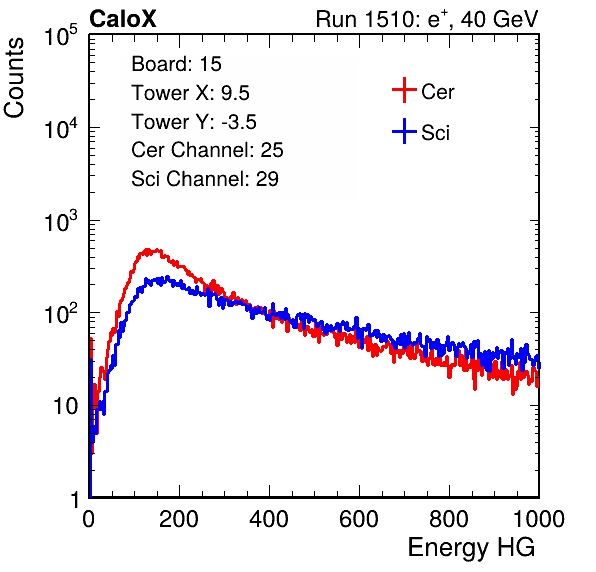 CaloX Run 1510: e⁺, 40 GeV
Counts
10⁵
10⁴
10³
10²
10
1
Board: 15
Tower X: 9.5
Tower Y: -3.5
Cer Channel: 25
Sci Channel: 29
Cer
Sci
0 200 400 600 800 1000
Energy HG